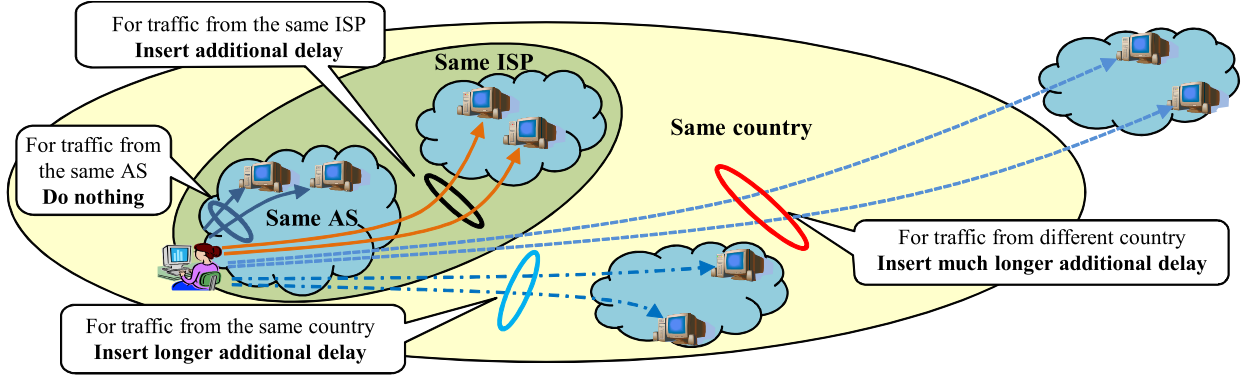 For traffic from the same ISP
Insert additional delay
Same ISP
Same country
For traffic from
the same AS
Do nothing
Same AS
For traffic from different country
Insert much longer additional delay
For traffic from the same country
Insert longer additional delay